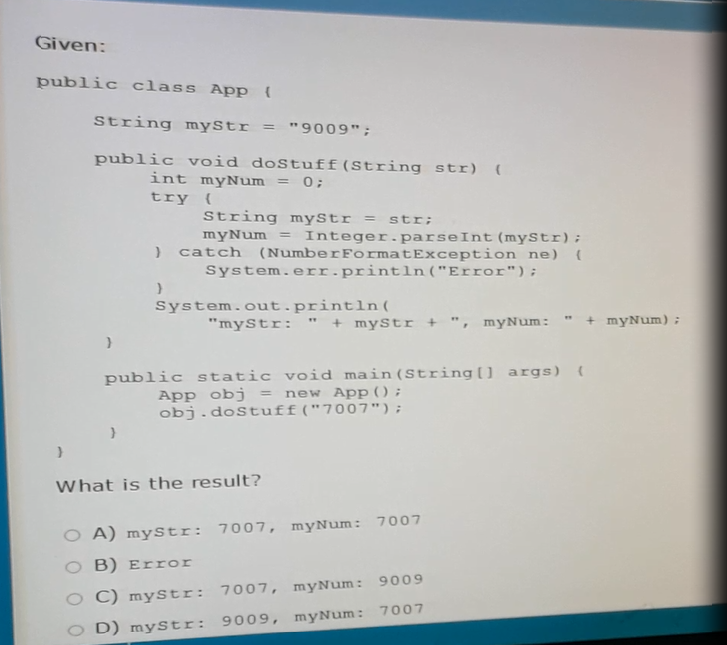 Given:
public class App {
String myStr = "9009";
public void doStuff(String str) {
int myNum = 0;
try {
String myStr = str;
myNum = Integer.parseInt(myStr);
} catch (NumberFormatException ne) {
System.err.println("Error");
}
System.out.println(
"myStr: " + myStr + ", myNum: " + myNum);
}
public static void main(String[] args) {
App obj = new App();
obj.doStuff("7007");
}
}
What is the result?
A) myStr: 7007, myNum: 7007
B) Error
C) myStr: 7007, myNum: 9009
D) myStr: 9009, myNum: 7007